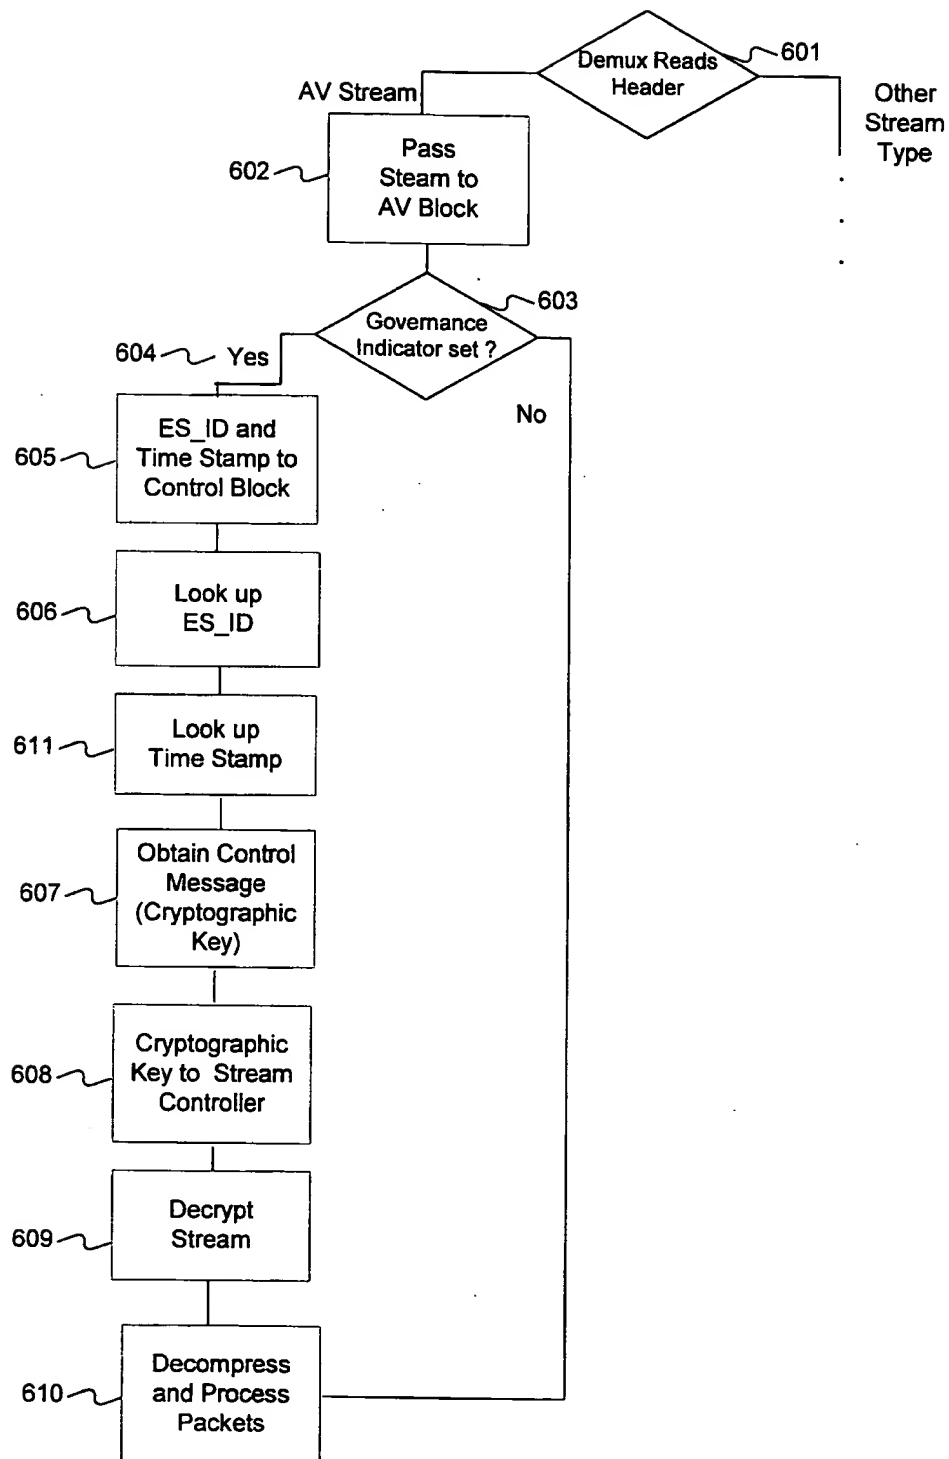 Demux Reads
Header
601
AV Stream
Other
Stream
Type
Pass
Steam to
AV Block
602
603
Governance
Indicator set ?
604
Yes
No
ES_ID and
Time Stamp to
Control Block
605
Look up
ES_ID
606
Look up
Time Stamp
611
Obtain Control
Message
(Cryptographic
Key)
607
Cryptographic
Key to Stream
Controller
608
Decrypt
Stream
609
Decompress
and Process
Packets
610